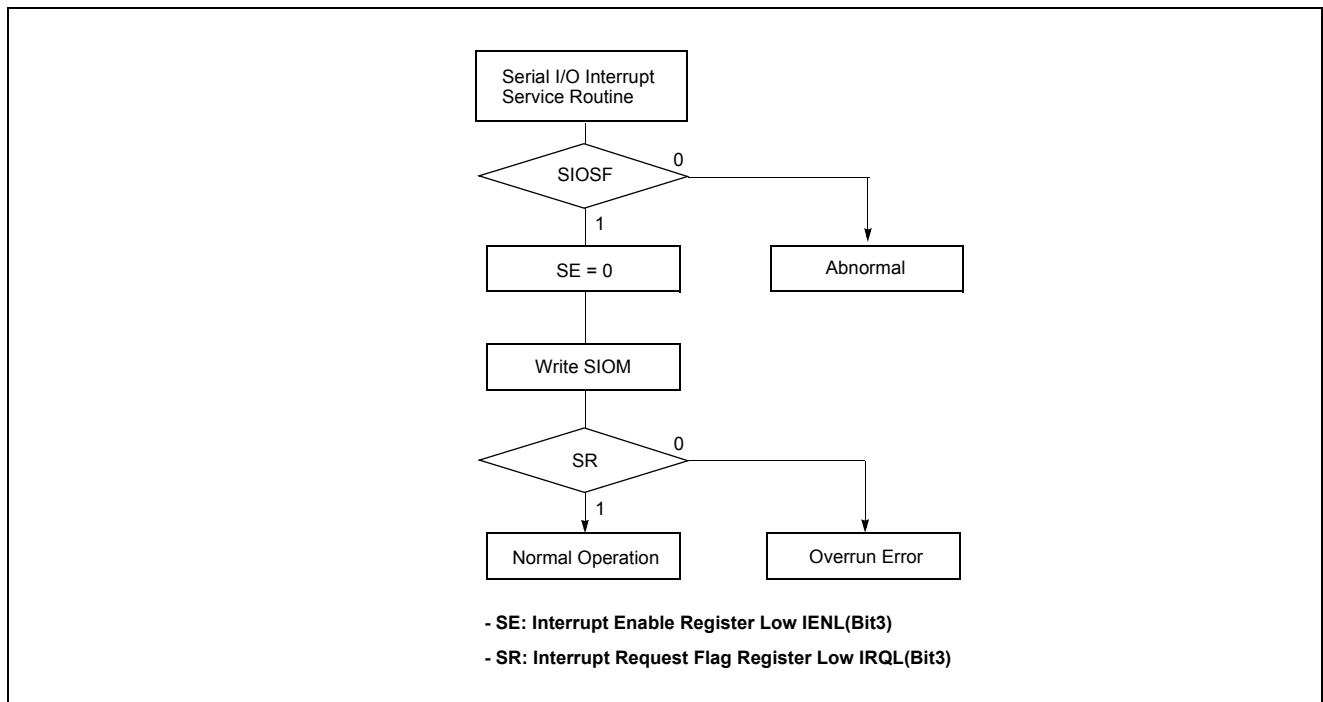 Serial I/O Interrupt
Service Routine
SIOSF
0
1
SE = 0
Abnormal
Write SIOM
SR
0
1
Normal Operation
Overrun Error
- SE: Interrupt Enable Register Low IENL(Bit3)
- SR: Interrupt Request Flag Register Low IRQL(Bit3)